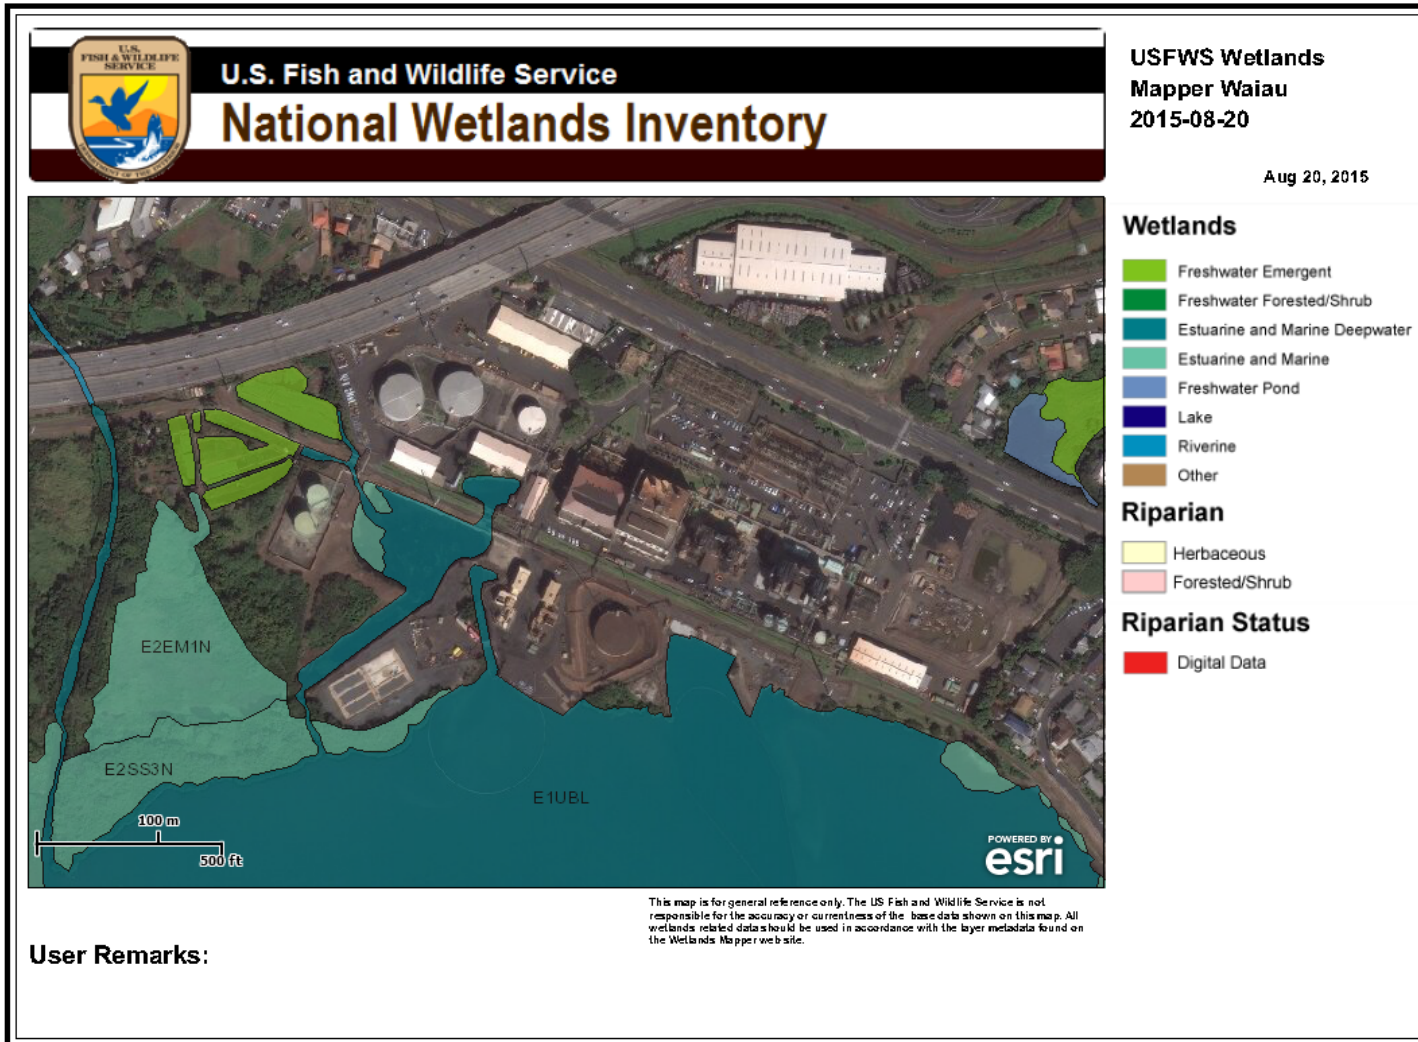 U.S.
FISH & WILDLIFE
SERVICE
DEPARTMENT OF THE INTERIOR
U.S. Fish and Wildlife Service
National Wetlands Inventory
USFWS Wetlands
Mapper Waiau
2015-08-20
Aug 20, 2015
Wetlands
Freshwater Emergent
Freshwater Forested/Shrub
Estuarine and Marine Deepwater
Estuarine and Marine
Freshwater Pond
Lake
Riverine
Other
Riparian
Herbaceous
Forested/Shrub
Riparian Status
Digital Data
E2EM1N
E2SS3N
E1UBL
100 m
500 ft
POWERED BY
esri
This map is for general reference only. The US Fish and Wildlife Service is not
responsible for the accuracy or currentness of the base data shown on this map. All
wetlands related data should be used in accordance with the layer metadata found on
the Wetlands Mapper web site.
User Remarks: